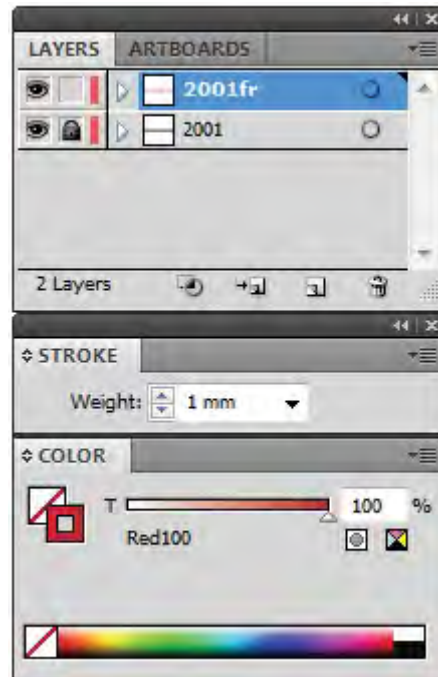 LAYERS ARTBOARDS
2001fr
2001
2 Layers
STROKE
Weight: 1 mm
COLOR
T 100 %
Red100